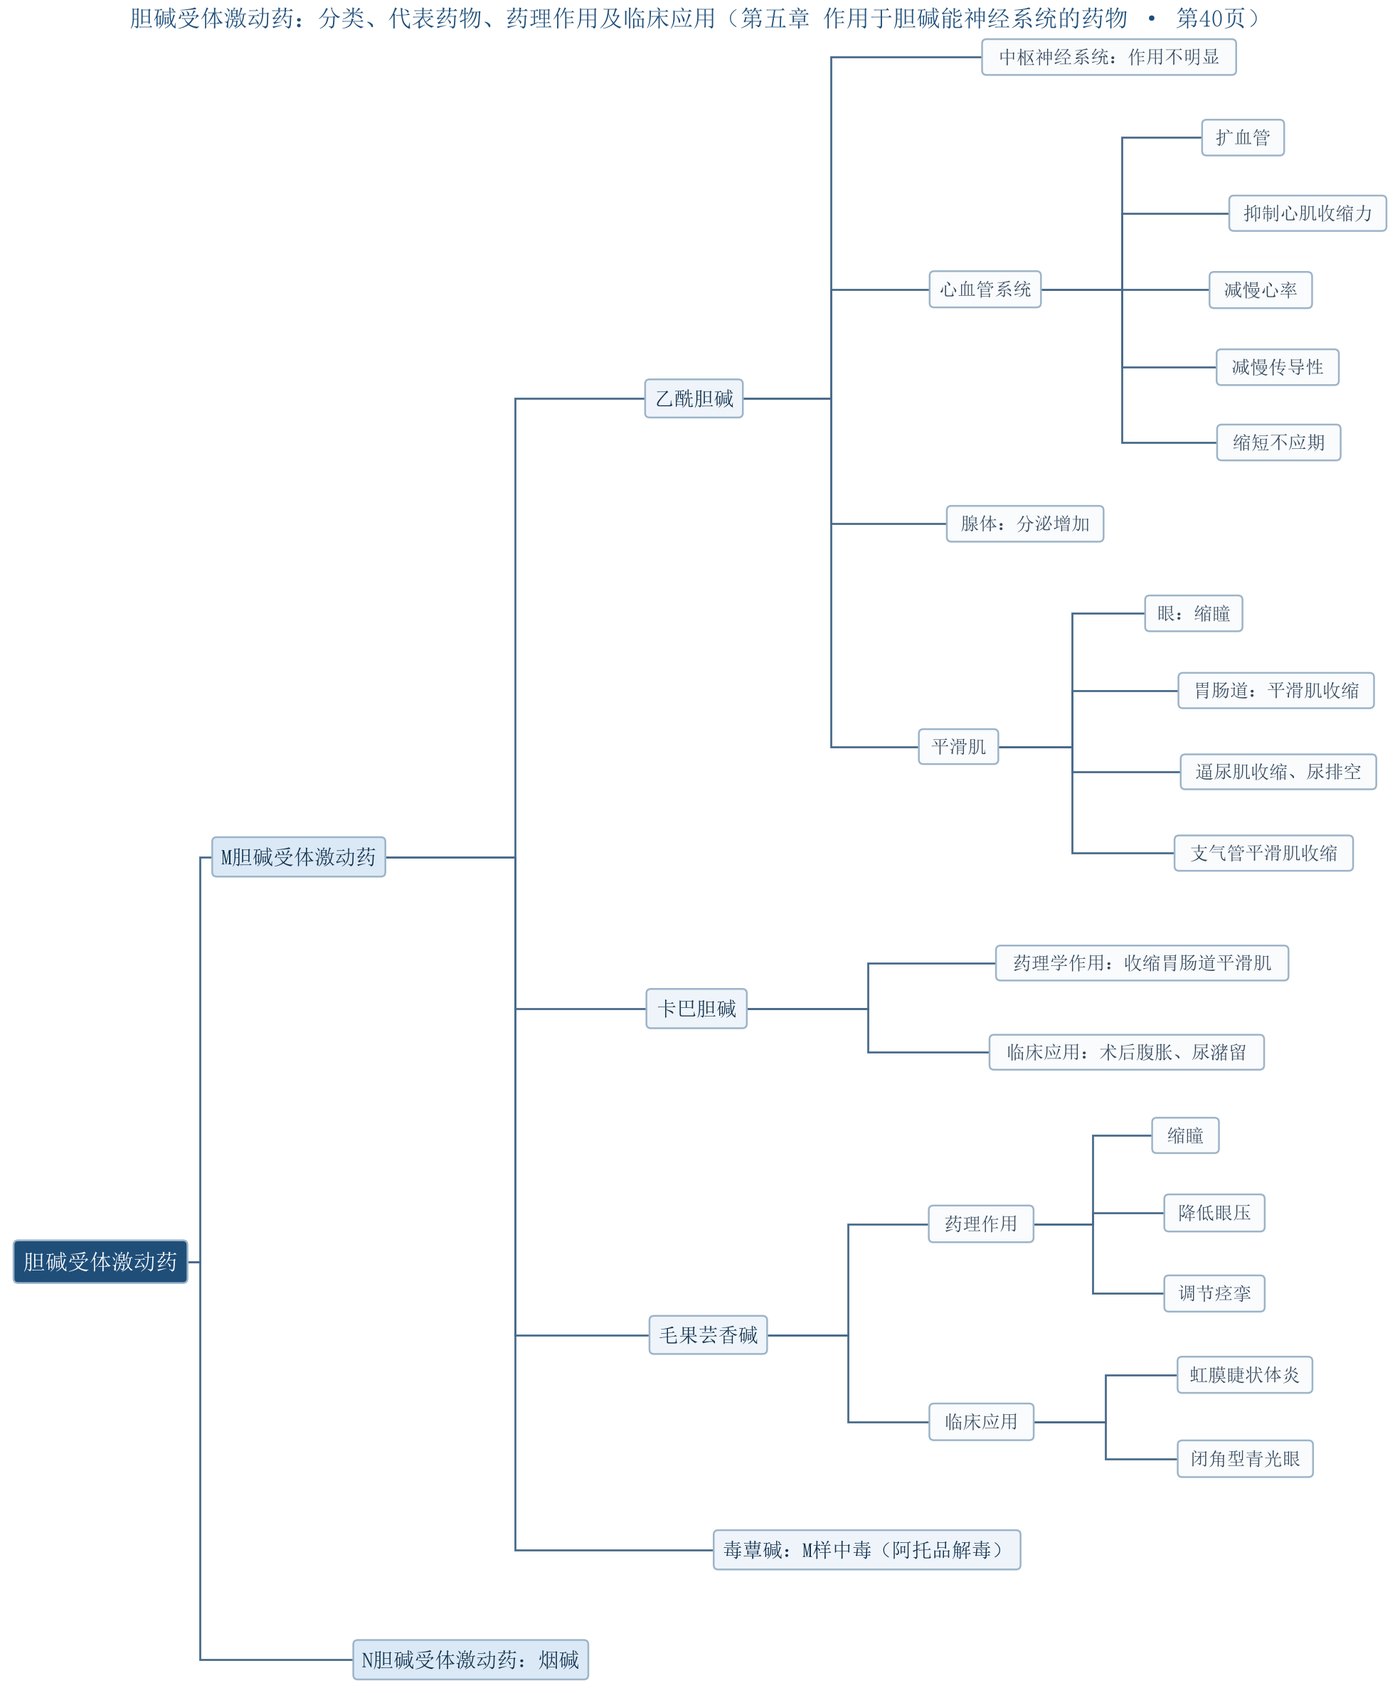 胆碱受体激动药：分类、代表药物、药理作用及临床应用（第五章 作用于胆碱能神经系统的药物 · 第40页）
胆碱受体激动药
M胆碱受体激动药
乙酰胆碱
中枢神经系统：作用不明显
心血管系统
扩血管
抑制心肌收缩力
减慢心率
减慢传导性
缩短不应期
腺体：分泌增加
平滑肌
眼：缩瞳
胃肠道：平滑肌收缩
逼尿肌收缩、尿排空
支气管平滑肌收缩
卡巴胆碱
药理学作用：收缩胃肠道平滑肌
临床应用：术后腹胀、尿潴留
毛果芸香碱
药理作用
缩瞳
降低眼压
调节痉挛
临床应用
虹膜睫状体炎
闭角型青光眼
毒蕈碱：M样中毒（阿托品解毒）
N胆碱受体激动药：烟碱